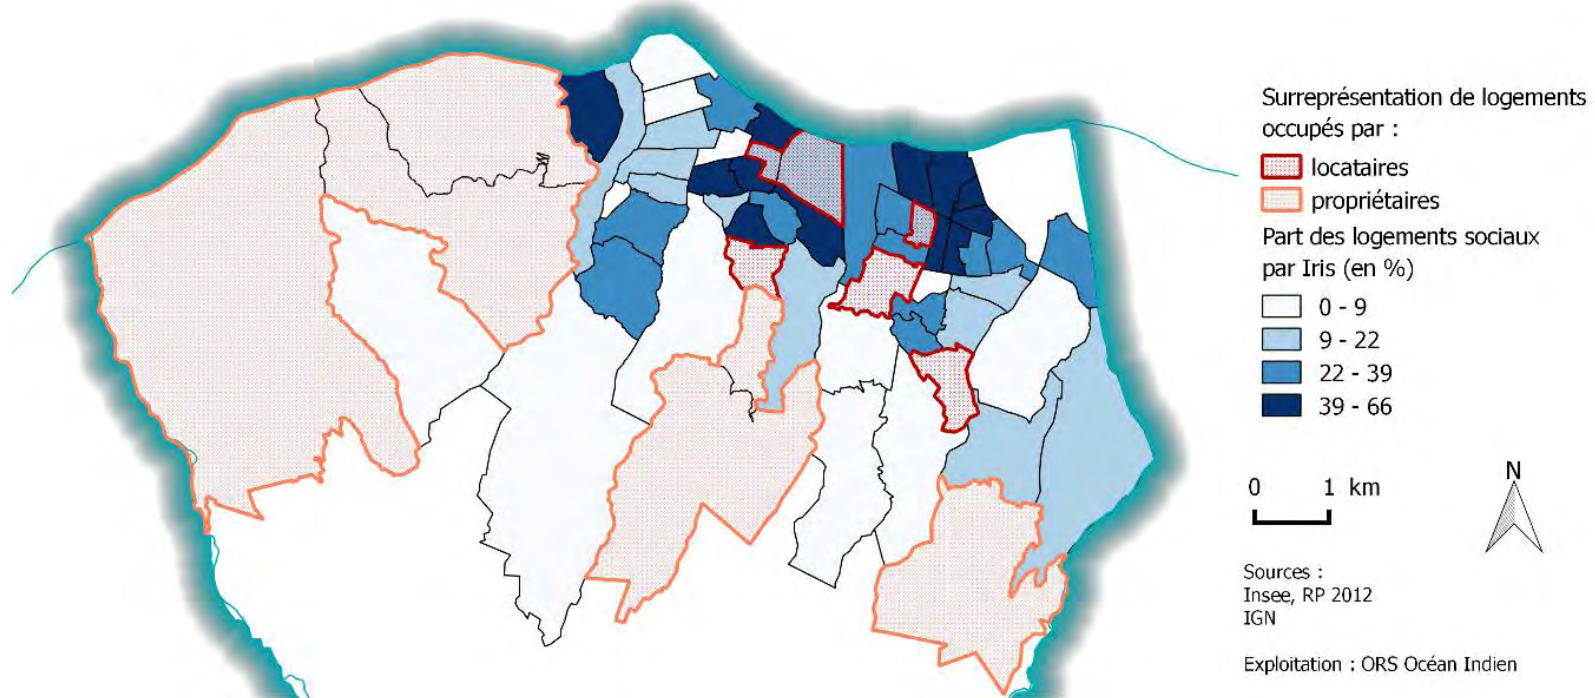 Surreprésentation de logements
occupés par :
locataires
propriétaires
Part des logements sociaux
par Iris (en %)
0 - 9
9 - 22
22 - 39
39 - 66
0 1 km
N
Sources :
Insee, RP 2012
IGN
Exploitation : ORS Océan Indien